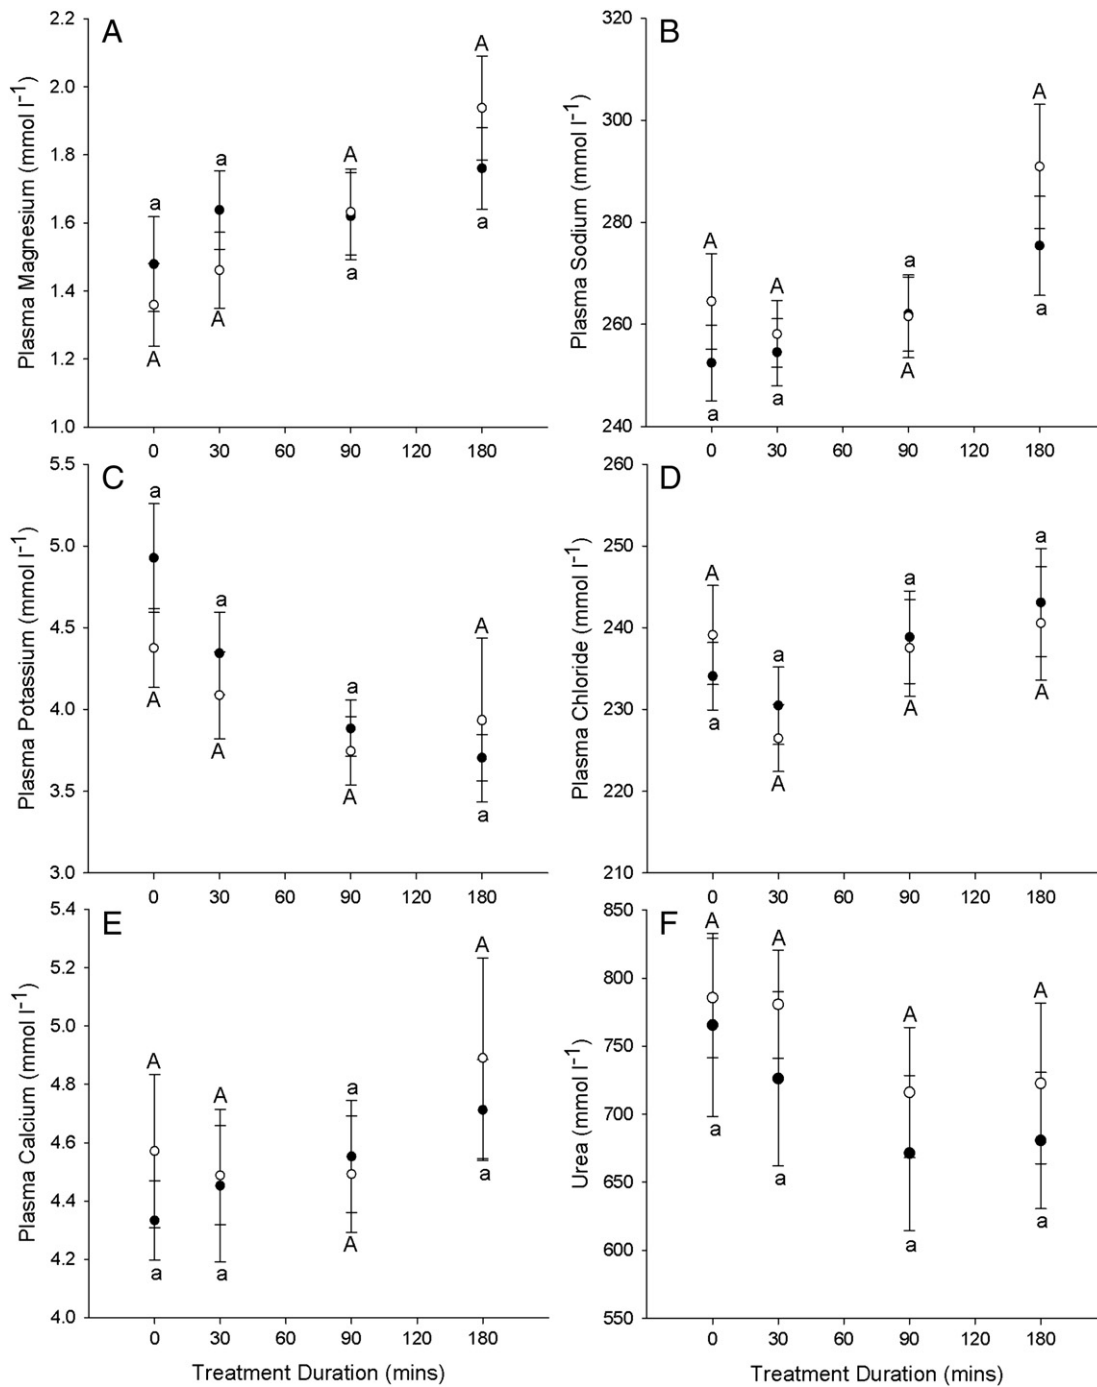 A
Plasma Magnesium (mmol l-1)
2.2
2.0
1.8
1.6
1.4
1.2
1.0
a
A
a
A
A
a
A
a
0 30 60 90 120 180
B
Plasma Sodium (mmol l-1)
320
300
280
260
240
A
a
A
a
a
A
A
a
0 30 60 90 120 180
C
Plasma Potassium (mmol l-1)
5.5
5.0
4.5
4.0
3.5
3.0
a
A
a
A
a
A
A
a
0 30 60 90 120 180
D
Plasma Chloride (mmol l-1)
260
250
240
230
220
210
A
a
a
A
a
A
a
A
0 30 60 90 120 180
E
Plasma Calcium (mmol l-1)
5.4
5.2
5.0
4.8
4.6
4.4
4.2
4.0
A
a
A
a
a
A
A
a
0 30 60 90 120 180
Treatment Duration (mins)
F
Urea (mmol l-1)
850
800
750
700
650
600
550
A
a
A
a
A
a
A
a
0 30 60 90 120 180
Treatment Duration (mins)